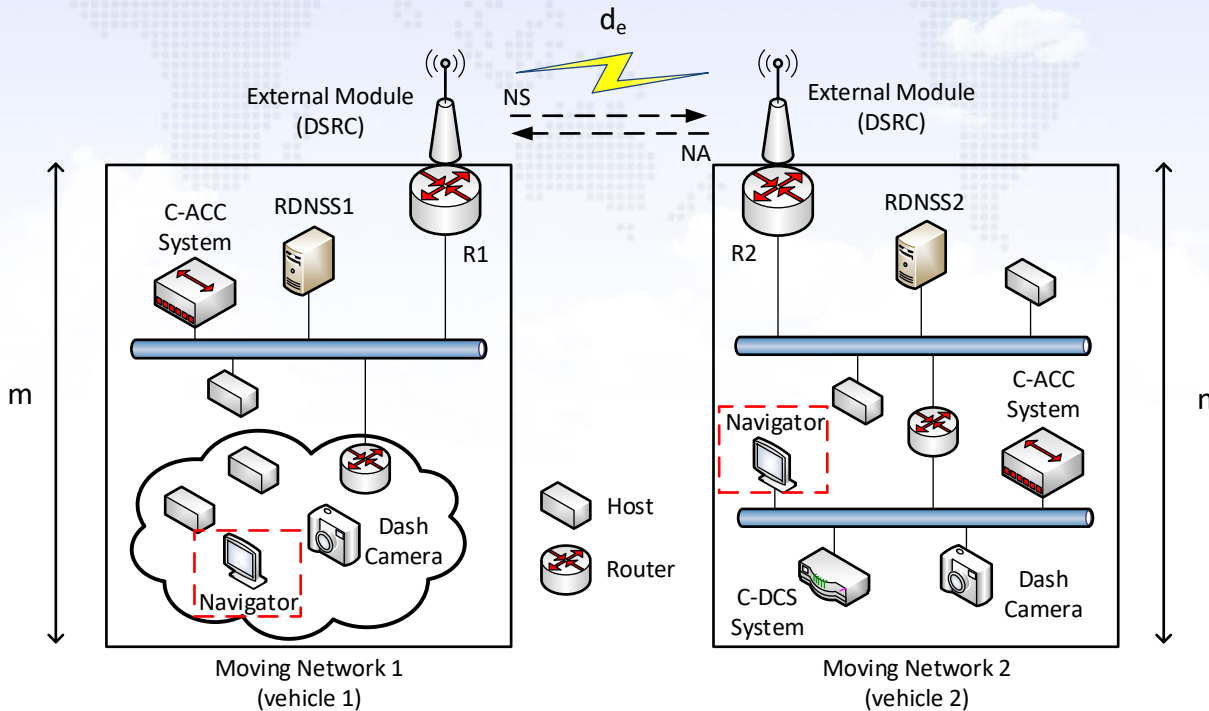 dₑ
External Module
(DSRC)
NS
NA
External Module
(DSRC)
C-ACC
System
RDNSS1
R1
R2
RDNSS2
m
n
C-ACC
System
Navigator
Dash
Camera
Navigator
Host
Router
C-DCS
System
Dash
Camera
Moving Network 1
(vehicle 1)
Moving Network 2
(vehicle 2)